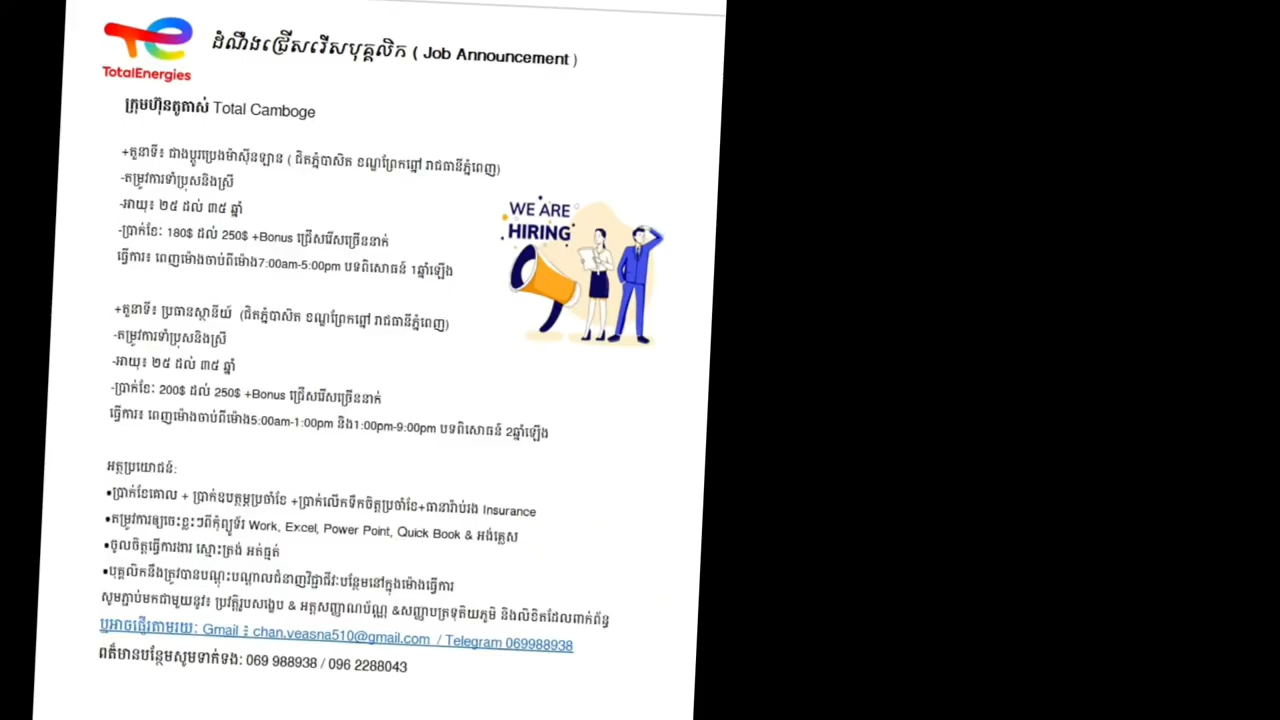 TotalEnergies
ដំណឹងជ្រើសរើសបុគ្គលិក ( Job Announcement )
ក្រុមហ៊ុនតូតាល់ Total Camboge
+តួនាទី៖ ជាងប្តូរប្រេងម៉ាស៊ីនឡាន ( ជិតភ្នំបាសិត ខណ្ឌព្រែកព្នៅ រាជធានីភ្នំពេញ)
-តម្រូវការទាំប្រុសនិងស្រី
-អាយុ៖ ២៥ ដល់ ៣៥ ឆ្នាំ
-ប្រាក់ខែៈ 180$ ដល់ 250$ +Bonus ជ្រើសរើសច្រើននាក់
ធ្វើការ៖ ពេញម៉ោងចាប់ពីម៉ោង7:00am-5:00pm បទពិសោធន៍ 1ឆ្នាំឡើង
WE ARE
HIRING
+តួនាទី៖ ប្រធានស្ថានីយ៍ (ជិតភ្នំបាសិត ខណ្ឌព្រែកព្នៅ រាជធានីភ្នំពេញ)
-តម្រូវការទាំប្រុសនិងស្រី
-អាយុ៖ ២៥ ដល់ ៣៥ ឆ្នាំ
-ប្រាក់ខែៈ 200$ ដល់ 250$ +Bonus ជ្រើសរើសច្រើននាក់
ធ្វើការ៖ ពេញម៉ោងចាប់ពីម៉ោង5:00am-1:00pm និង1:00pm-9:00pm បទពិសោធន៍ 2ឆ្នាំឡើង
អត្ថប្រយោជន៍:
•ប្រាក់ខែគោល + ប្រាក់ឧបត្ថម្ភប្រចាំខែ +ប្រាក់លើកទឹកចិត្តប្រចាំខែ+ធានារ៉ាប់រង Insurance
•តម្រូវការឲ្យចេះខ្លះៗពីកុំព្យូទ័រ Work, Excel, Power Point, Quick Book & អង់គ្លេស
•ចូលចិត្តធ្វើការងារ ស្មោះត្រង់ អត់ធ្មត់
•បុគ្គលិកនឹងត្រូវបានបណ្តុះបណ្តាលជំនាញវិជ្ជាជីវៈបន្ថែមនៅក្នុងម៉ោងធ្វើការ
សូមភ្ជាប់មកជាមួយនូវ៖ ប្រវត្តិរូបសង្ខេប & អត្តសញ្ញាណប័ណ្ណ &សញ្ញាបត្រទុតិយភូមិ និងលិខិតដែលពាក់ព័ន្ធ
ឬអាចផ្ញើរតាមរយៈ Gmail ៖ chan.veasna510@gmail.com / Telegram 069988938
ពត៌មានបន្ថែមសូមទាក់ទង: 069 988938 / 096 2288043